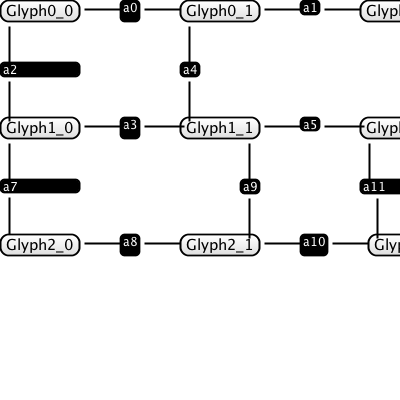 Glyph0_0 a0 Glyph0_1 a1 Glyp
a2 a4
Glyph1_0 a3 Glyph1_1 a5 Glyph
a7 a9 a11
Glyph2_0 a8 Glyph2_1 a10 Gly